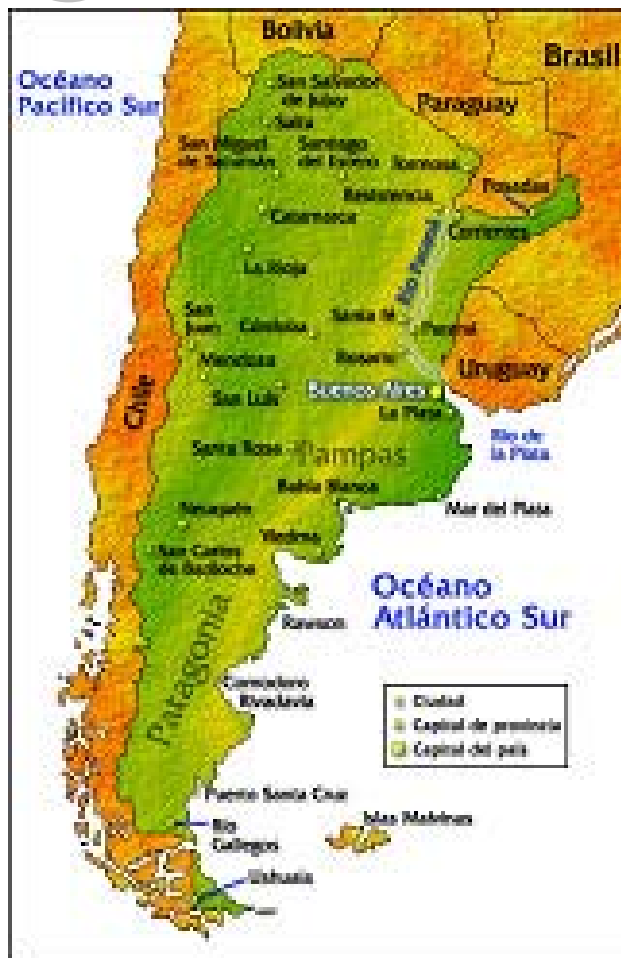 Bolivia
Brasil
Océano
Pacífico Sur
San Salvador
de Jujuy
Paraguay
Salta
San Miguel
de Tucumán
Santiago
del Estero
Formosa
Posadas
Resistencia
Catamarca
Corrientes
Río Paraná
La Rioja
San
Juan
Córdoba
Santa Fe
Paraná
Mendoza
Rosario
Uruguay
Chile
San Luis
Buenos Aires
La Plata
Río de
la Plata
Santa Rosa
Pampas
Bahía Blanca
Neuquén
Mar del Plata
Viedma
San Carlos
de Bariloche
Océano
Atlántico Sur
Rawson
Patagonia
Comodoro
Rivadavia
Ciudad
Capital de provincia
Capital del país
Puerto Santa Cruz
Islas Malvinas
Río
Gallegos
Ushuaia